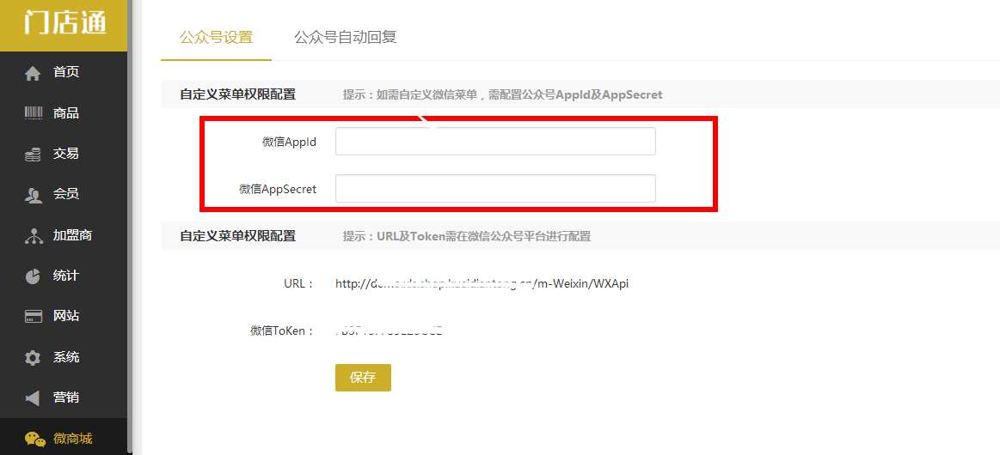 门店通
首页
商品
交易
会员
加盟商
统计
网站
系统
营销
微商城
公众号设置 公众号自动回复
自定义菜单权限配置 提示：如需自定义微信菜单，需配置公众号AppId及AppSecret
微信AppId
微信AppSecret
自定义菜单权限配置 提示：URL及Token需在微信公众号平台进行配置
URL： http://d /m-Weixin/WXApi
微信ToKen：
保存